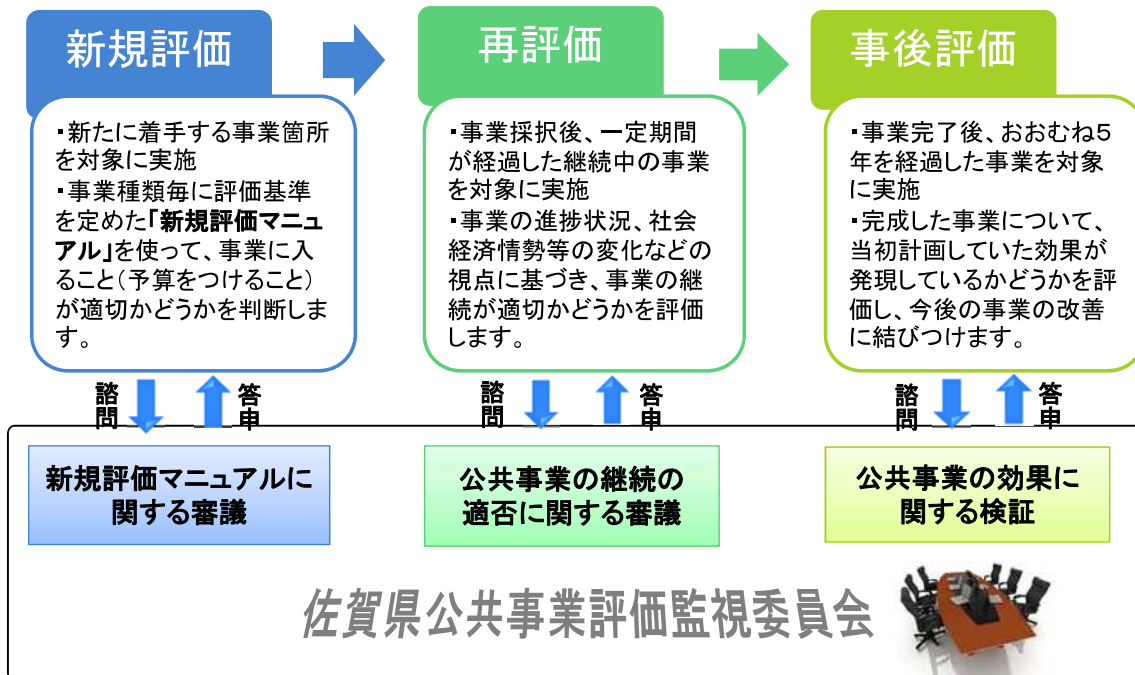 新規評価
・新たに着手する事業箇所
を対象に実施
・事業種類毎に評価基準
を定めた「新規評価マニュ
アル」を使って、事業に入
ること（予算をつけること）
が適切かどうかを判断しま
す。
再評価
・事業採択後、一定期間
が経過した継続中の事業
を対象に実施
・事業の進捗状況、社会
経済情勢等の変化などの
視点に基づき、事業の継
続が適切かどうかを評価
します。
事後評価
・事業完了後、おおむね５
年を経過した事業を対象
に実施
・完成した事業について、
当初計画していた効果が
発現しているかどうかを評
価し、今後の事業の改善
に結びつけます。
諮問
答申
諮問
答申
諮問
答申
新規評価マニュアルに
関する審議
公共事業の継続の
適否に関する審議
公共事業の効果に
関する検証
佐賀県公共事業評価監視委員会